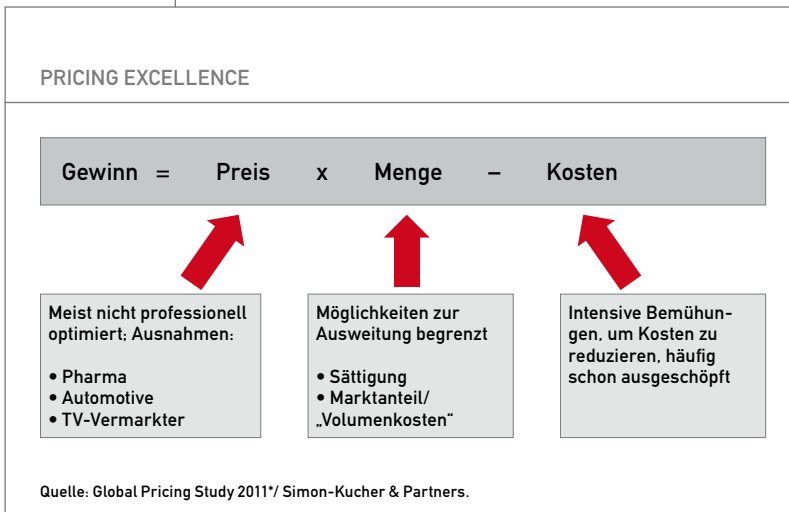 PRICING EXCELLENCE
Gewinn = Preis x Menge – Kosten
Meist nicht professionell
optimiert; Ausnahmen:
• Pharma
• Automotive
• TV-Vermarkter
Möglichkeiten zur
Ausweitung begrenzt
• Sättigung
• Marktanteil/
„Volumenkosten“
Intensive Bemühun-
gen, um Kosten zu
reduzieren, häufig
schon ausgeschöpft
Quelle: Global Pricing Study 2011*/ Simon-Kucher & Partners.